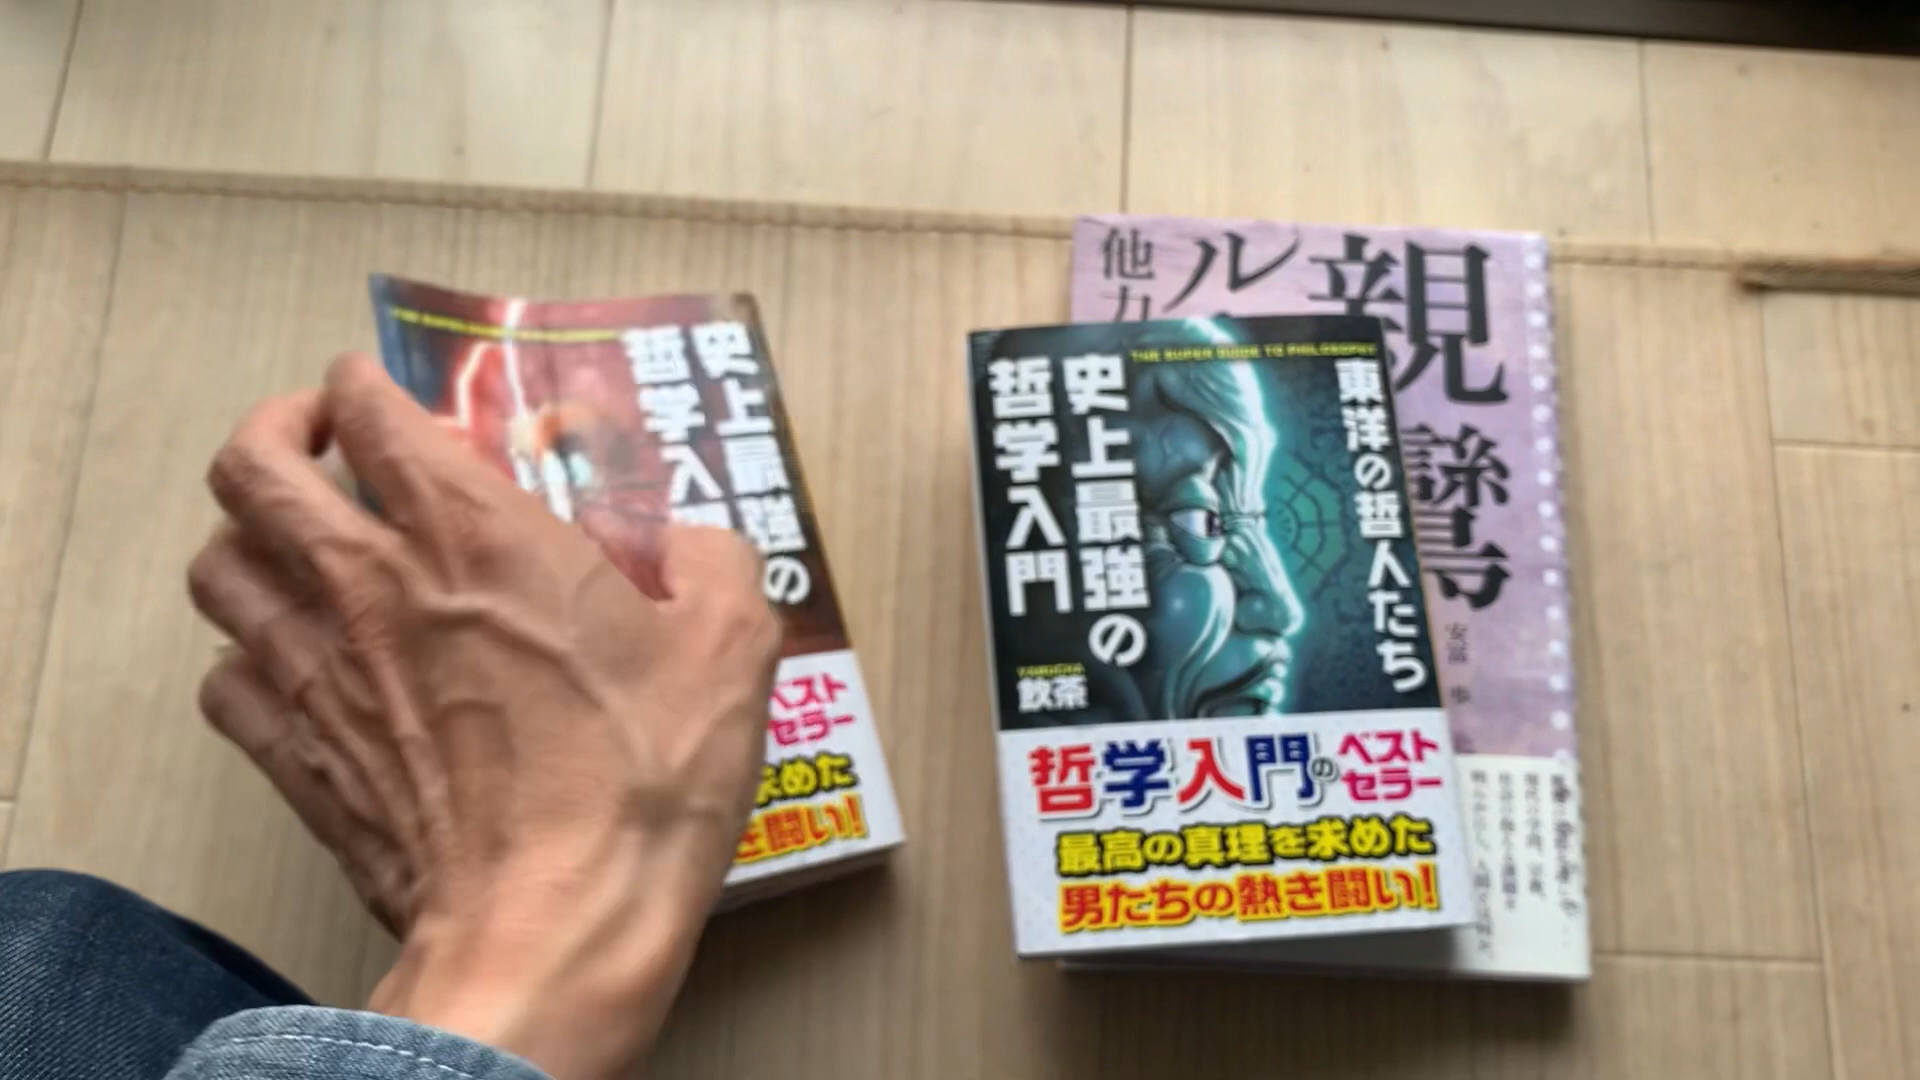 史上最強の
哲学入
ベスト
セラー
求めた
き闘い!
THE SUPER GUIDE TO PHILOSOPHY
東洋の哲人たち
史上最強の
哲学入門
YAMUCHA
飲茶
哲学入門のベスト
セラー
最高の真理を求めた
男たちの熱き闘い!
親鸞
ル
他力
安冨 歩